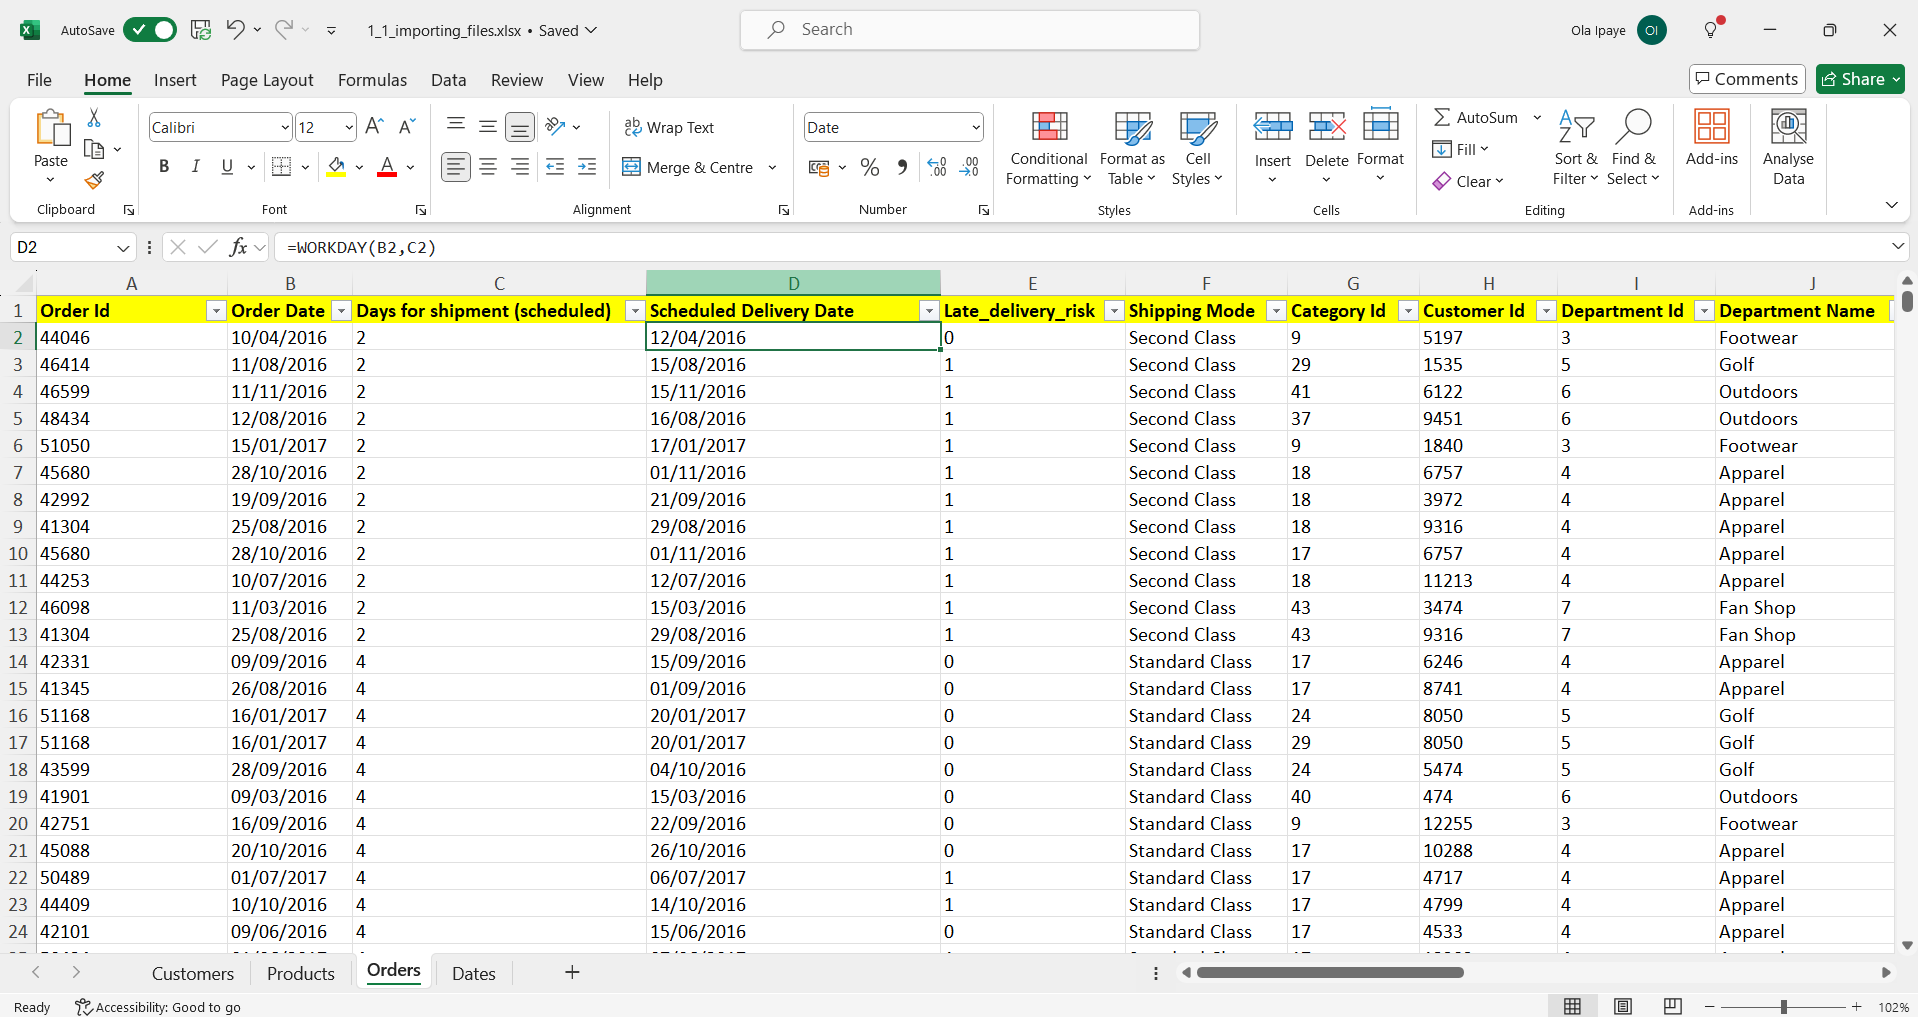 AutoSave 1_1_importing_files.xlsx • Saved Search Ola Ipaye OI
File Home Insert Page Layout Formulas Data Review View Help Comments Share
Paste Calibri 12 B I U A Wrap Text Merge & Centre Date % Conditional Formatting Format as Table Cell Styles Insert Delete Format AutoSum Fill Clear Sort & Filter Find & Select Add-ins Analyse Data
Clipboard Font Alignment Number Styles Cells Editing Add-ins
D2 fx =WORKDAY(B2,C2)
A B C D E F G H I J
1 Order Id Order Date Days for shipment (scheduled) Scheduled Delivery Date Late_delivery_risk Shipping Mode Category Id Customer Id Department Id Department Name
2 44046 10/04/2016 2 12/04/2016 0 Second Class 9 5197 3 Footwear
3 46414 11/08/2016 2 15/08/2016 1 Second Class 29 1535 5 Golf
4 46599 11/11/2016 2 15/11/2016 1 Second Class 41 6122 6 Outdoors
5 48434 12/08/2016 2 16/08/2016 1 Second Class 37 9451 6 Outdoors
6 51050 15/01/2017 2 17/01/2017 1 Second Class 9 1840 3 Footwear
7 45680 28/10/2016 2 01/11/2016 1 Second Class 18 6757 4 Apparel
8 42992 19/09/2016 2 21/09/2016 1 Second Class 18 3972 4 Apparel
9 41304 25/08/2016 2 29/08/2016 1 Second Class 18 9316 4 Apparel
10 45680 28/10/2016 2 01/11/2016 1 Second Class 17 6757 4 Apparel
11 44253 10/07/2016 2 12/07/2016 1 Second Class 18 11213 4 Apparel
12 46098 11/03/2016 2 15/03/2016 1 Second Class 43 3474 7 Fan Shop
13 41304 25/08/2016 2 29/08/2016 1 Second Class 43 9316 7 Fan Shop
14 42331 09/09/2016 4 15/09/2016 0 Standard Class 17 6246 4 Apparel
15 41345 26/08/2016 4 01/09/2016 0 Standard Class 17 8741 4 Apparel
16 51168 16/01/2017 4 20/01/2017 0 Standard Class 24 8050 5 Golf
17 51168 16/01/2017 4 20/01/2017 0 Standard Class 29 8050 5 Golf
18 43599 28/09/2016 4 04/10/2016 0 Standard Class 24 5474 5 Golf
19 41901 09/03/2016 4 15/03/2016 0 Standard Class 40 474 6 Outdoors
20 42751 16/09/2016 4 22/09/2016 0 Standard Class 9 12255 3 Footwear
21 45088 20/10/2016 4 26/10/2016 0 Standard Class 17 10288 4 Apparel
22 50489 01/07/2017 4 06/07/2017 1 Standard Class 17 4717 4 Apparel
23 44409 10/10/2016 4 14/10/2016 1 Standard Class 17 4799 4 Apparel
24 42101 09/06/2016 4 15/06/2016 0 Standard Class 17 4533 4 Apparel
Customers Products Orders Dates
Ready Accessibility: Good to go 102%